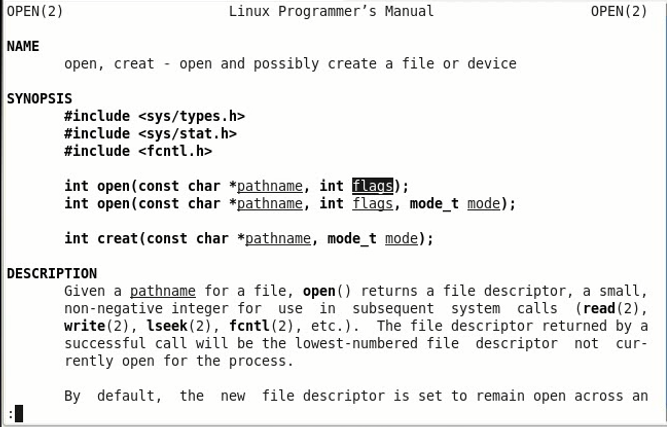 OPEN(2) Linux Programmer’s Manual OPEN(2)
NAME
open, creat - open and possibly create a file or device
SYNOPSIS
#include <sys/types.h>
#include <sys/stat.h>
#include <fcntl.h>
int open(const char *pathname, int flags);
int open(const char *pathname, int flags, mode_t mode);
int creat(const char *pathname, mode_t mode);
DESCRIPTION
Given a pathname for a file, open() returns a file descriptor, a small,
non-negative integer for use in subsequent system calls (read(2),
write(2), lseek(2), fcntl(2), etc.). The file descriptor returned by a
successful call will be the lowest-numbered file descriptor not cur-
rently open for the process.
By default, the new file descriptor is set to remain open across an
: